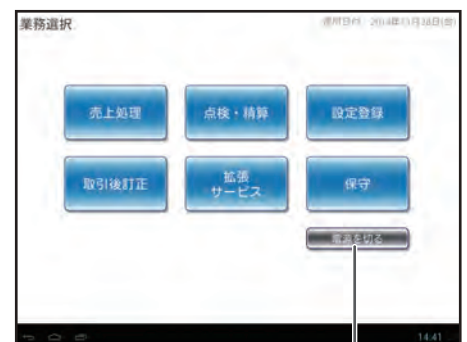 業務選択
運用日付 : 2014年11月28日(金)
売上処理
点検・精算
設定登録
取引後訂正
拡張
サービス
保守
電源を切る
14:41